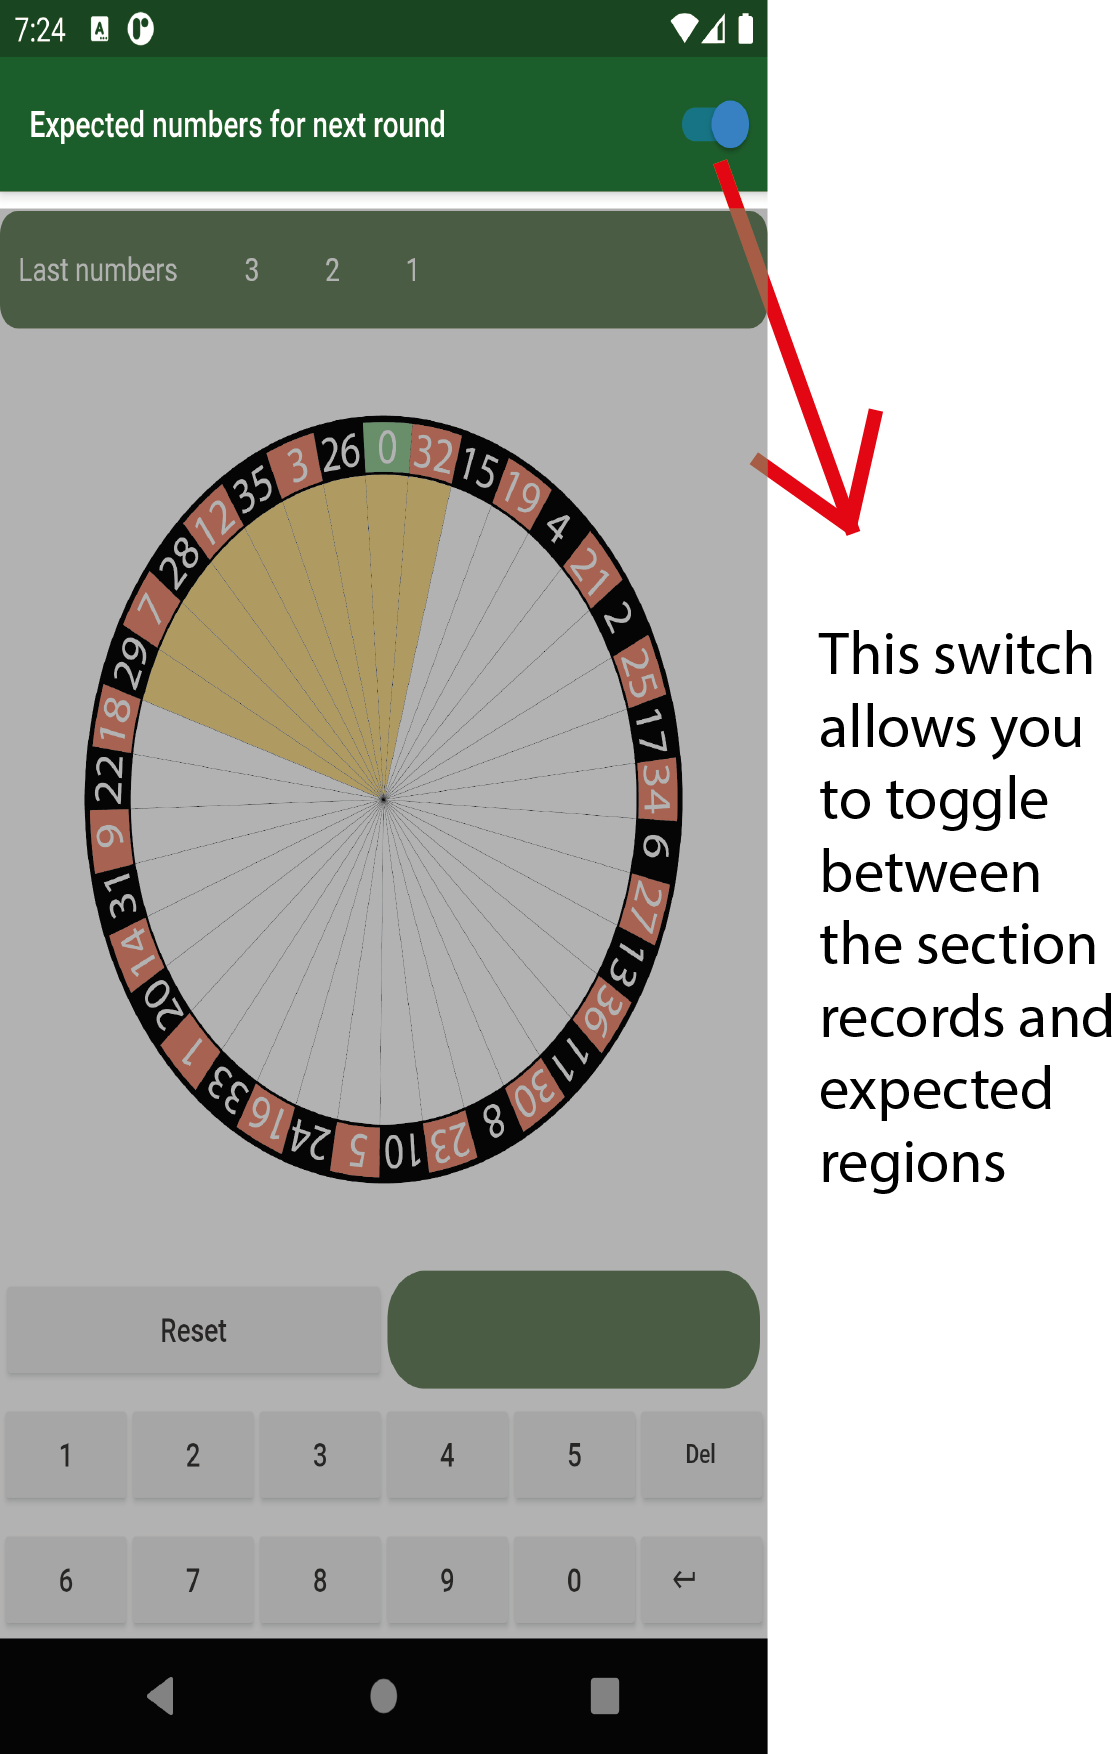 7:24
A
Expected numbers for next round
Last numbers 3 2 1
0 32 15 19 4 21 2 25 17 34 6 27 13 36 11 30 8 23 10 5 24 16 33 1 20 14 31 9 22 18 29 7 28 12 35 3 26
This switch
allows you
to toggle
between
the section
records and
expected
regions
Reset
1 2 3 4 5 Del
6 7 8 9 0